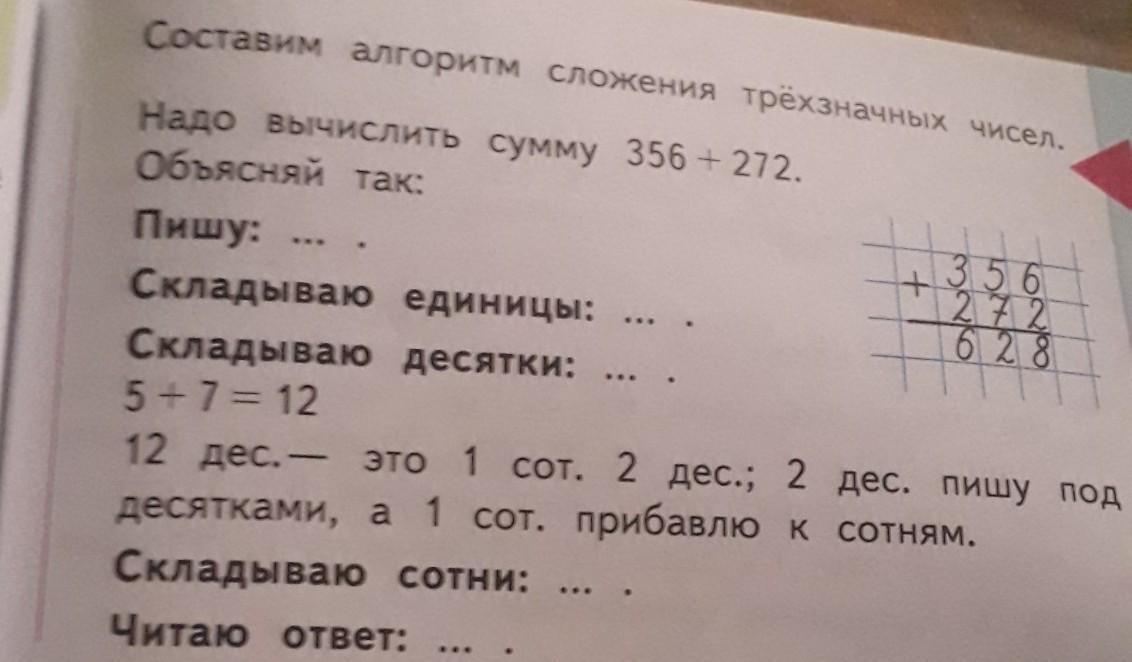 Составим алгоритм сложения трёхзначных чисел.
Надо вычислить сумму 356 + 272.
Объясняй так:
Пишу: ... .
Складываю единицы: ... .
Складываю десятки: ... .
5 + 7 = 12
12 дес.— это 1 сот. 2 дес.; 2 дес. пишу под
десятками, а 1 сот. прибавлю к сотням.
Складываю сотни: ... .
Читаю ответ: ... .
356
+
272
628